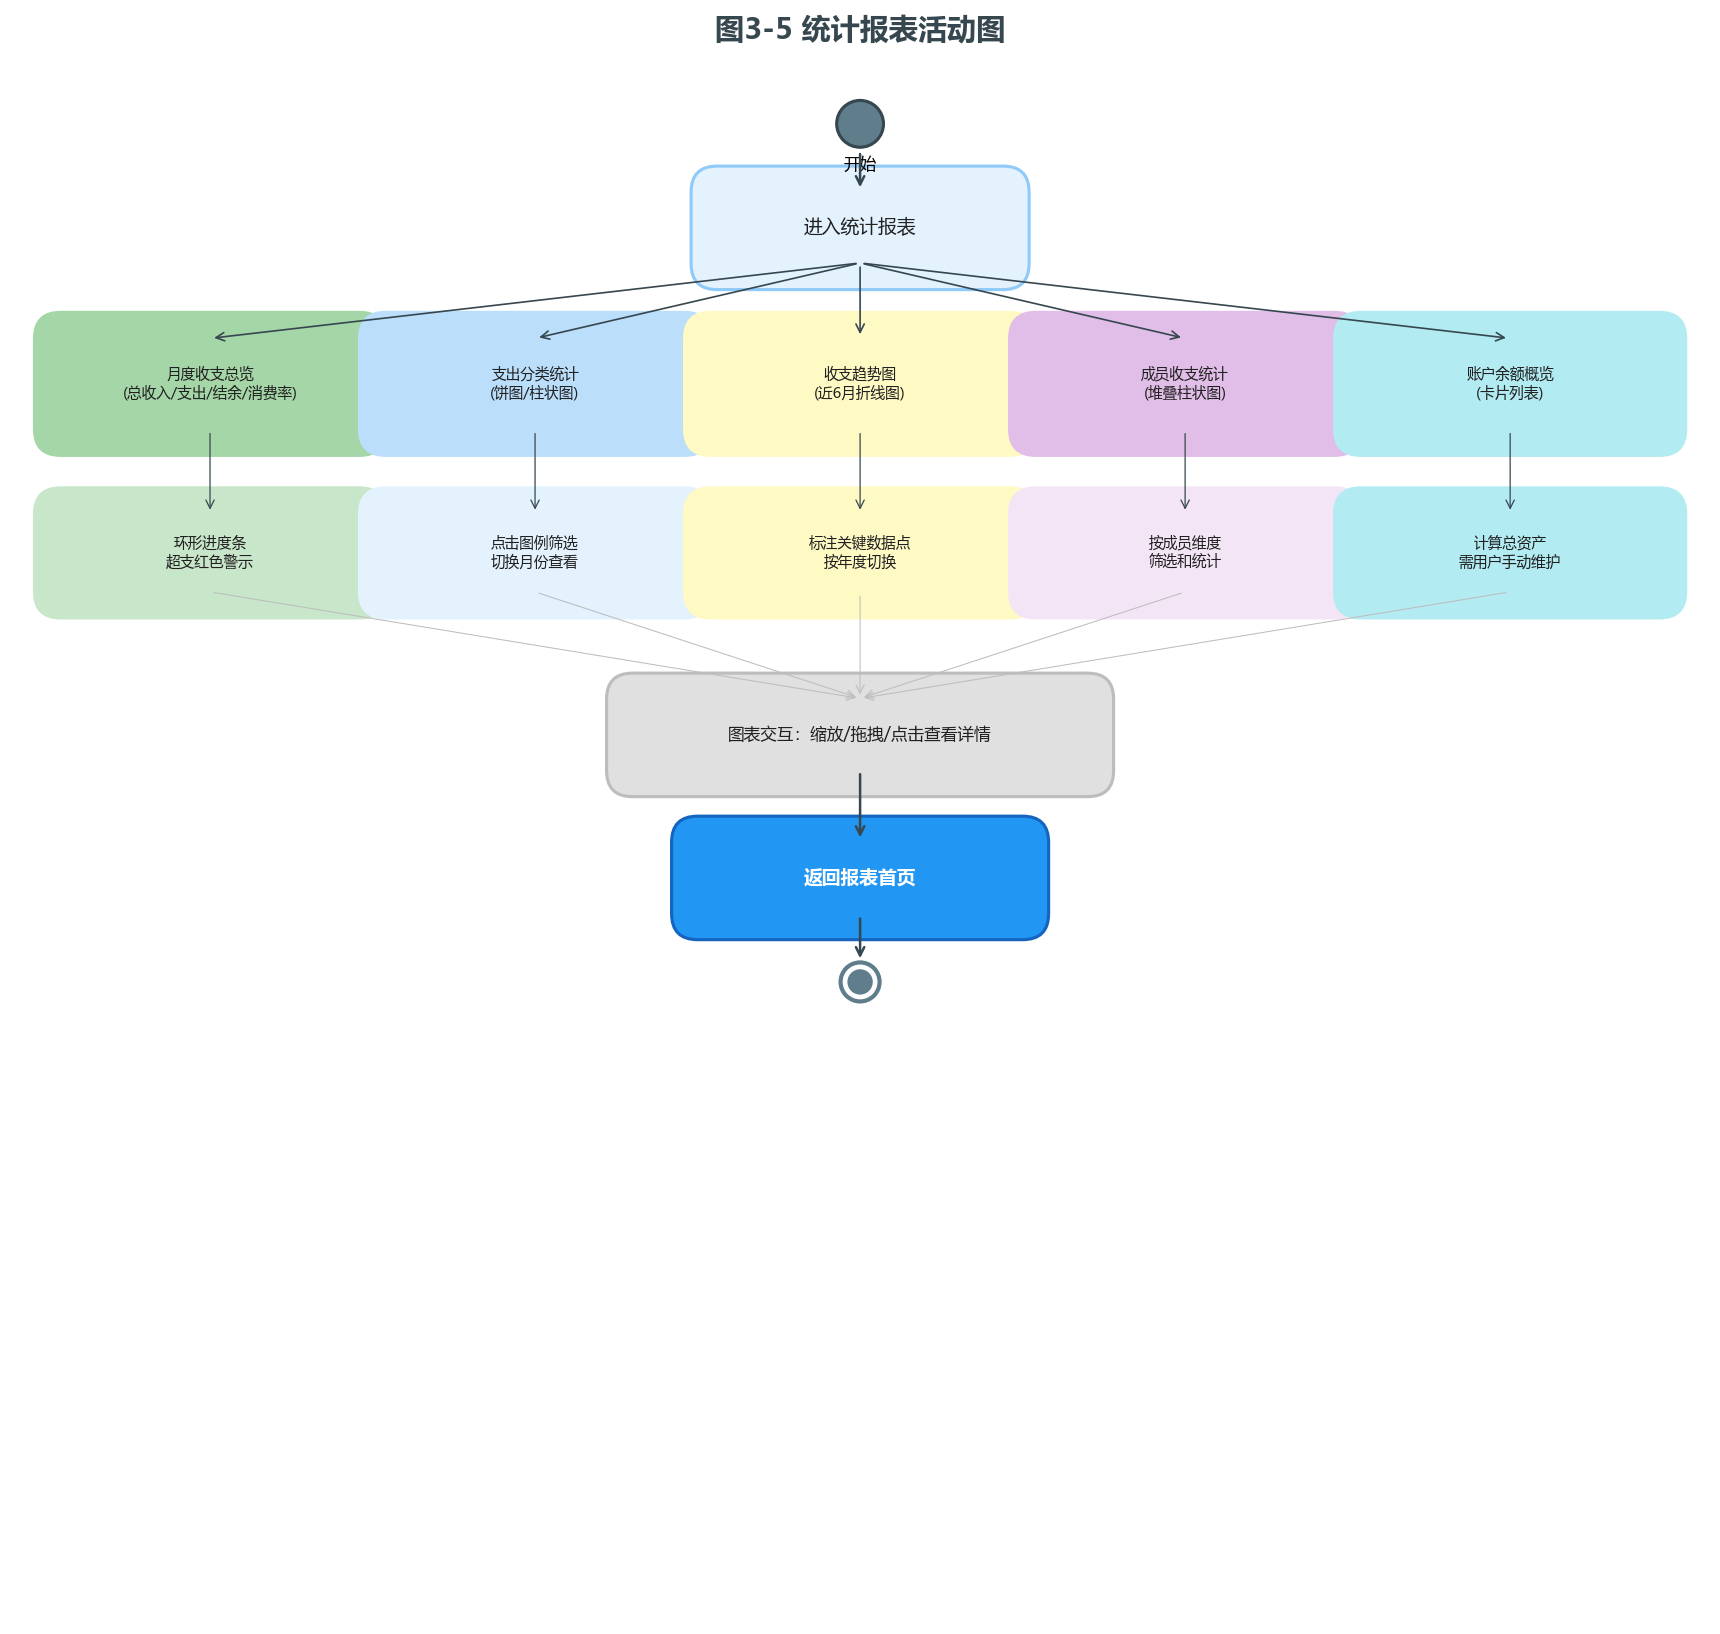 图3-5 统计报表活动图
开始
进入统计报表
月度收支总览
(总收入/支出/结余/消费率)
支出分类统计
(饼图/柱状图)
收支趋势图
(近6月折线图)
成员收支统计
(堆叠柱状图)
账户余额概览
(卡片列表)
环形进度条
超支红色警示
点击图例筛选
切换月份查看
标注关键数据点
按年度切换
按成员维度
筛选和统计
计算总资产
需用户手动维护
图表交互：缩放/拖拽/点击查看详情
返回报表首页